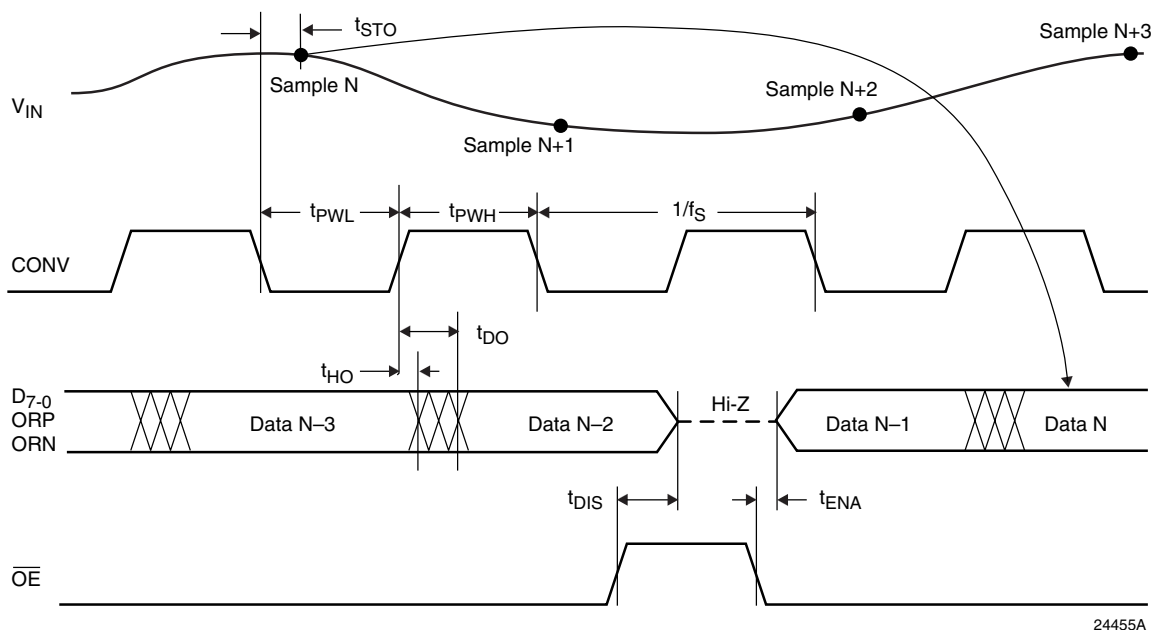 tSTO
Sample N+3
Sample N
Sample N+2
VIN
Sample N+1
tPWL
tPWH
1/fS
CONV
tDO
tHO
D7-0
ORP
ORN
Hi-Z
Data N–3
Data N–2
Data N–1
Data N
tDIS
tENA
OE
24455A